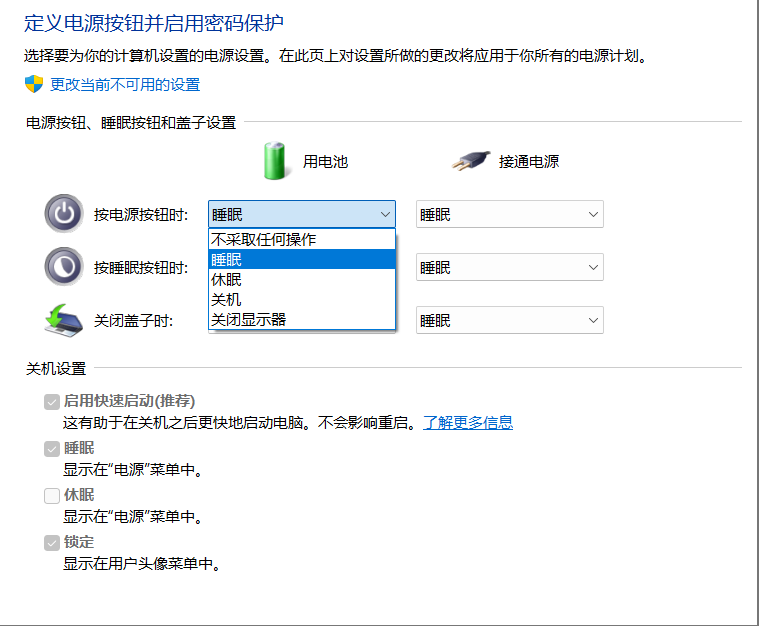 定义电源按钮并启用密码保护
选择要为你的计算机设置的电源设置。在此页上对设置所做的更改将应用于你所有的电源计划。
更改当前不可用的设置
电源按钮、睡眠按钮和盖子设置
用电池 接通电源
按电源按钮时: 睡眠 睡眠
不采取任何操作
睡眠
休眠
关机
关闭显示器
按睡眠按钮时: 睡眠
关闭盖子时: 睡眠
关机设置
启用快速启动(推荐)
这有助于在关机之后更快地启动电脑。不会影响重启。了解更多信息
睡眠
显示在“电源”菜单中。
休眠
显示在“电源”菜单中。
锁定
显示在用户头像菜单中。